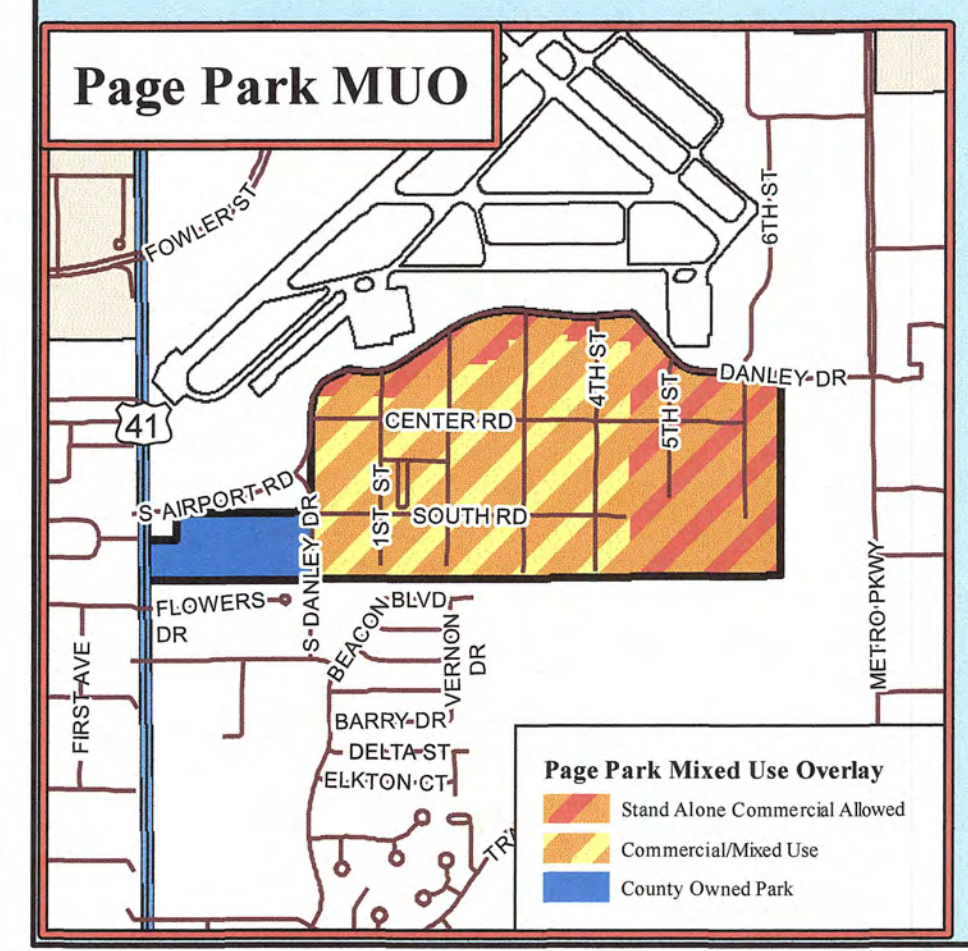 Page Park MUO
FOWLER ST
6TH ST
4TH ST
DANLEY DR
5TH ST
41
CENTER RD
S AIRPORT RD
1ST ST
SOUTH RD
S DANLEY DR
FLOWERS
DR
BEACON
BLVD
VERNON
DR
FIRST AVE
METRO PKWY
BARRY DR
DELTA ST
ELKTON CT
Page Park Mixed Use Overlay
Stand Alone Commercial Allowed
Commercial/Mixed Use
County Owned Park